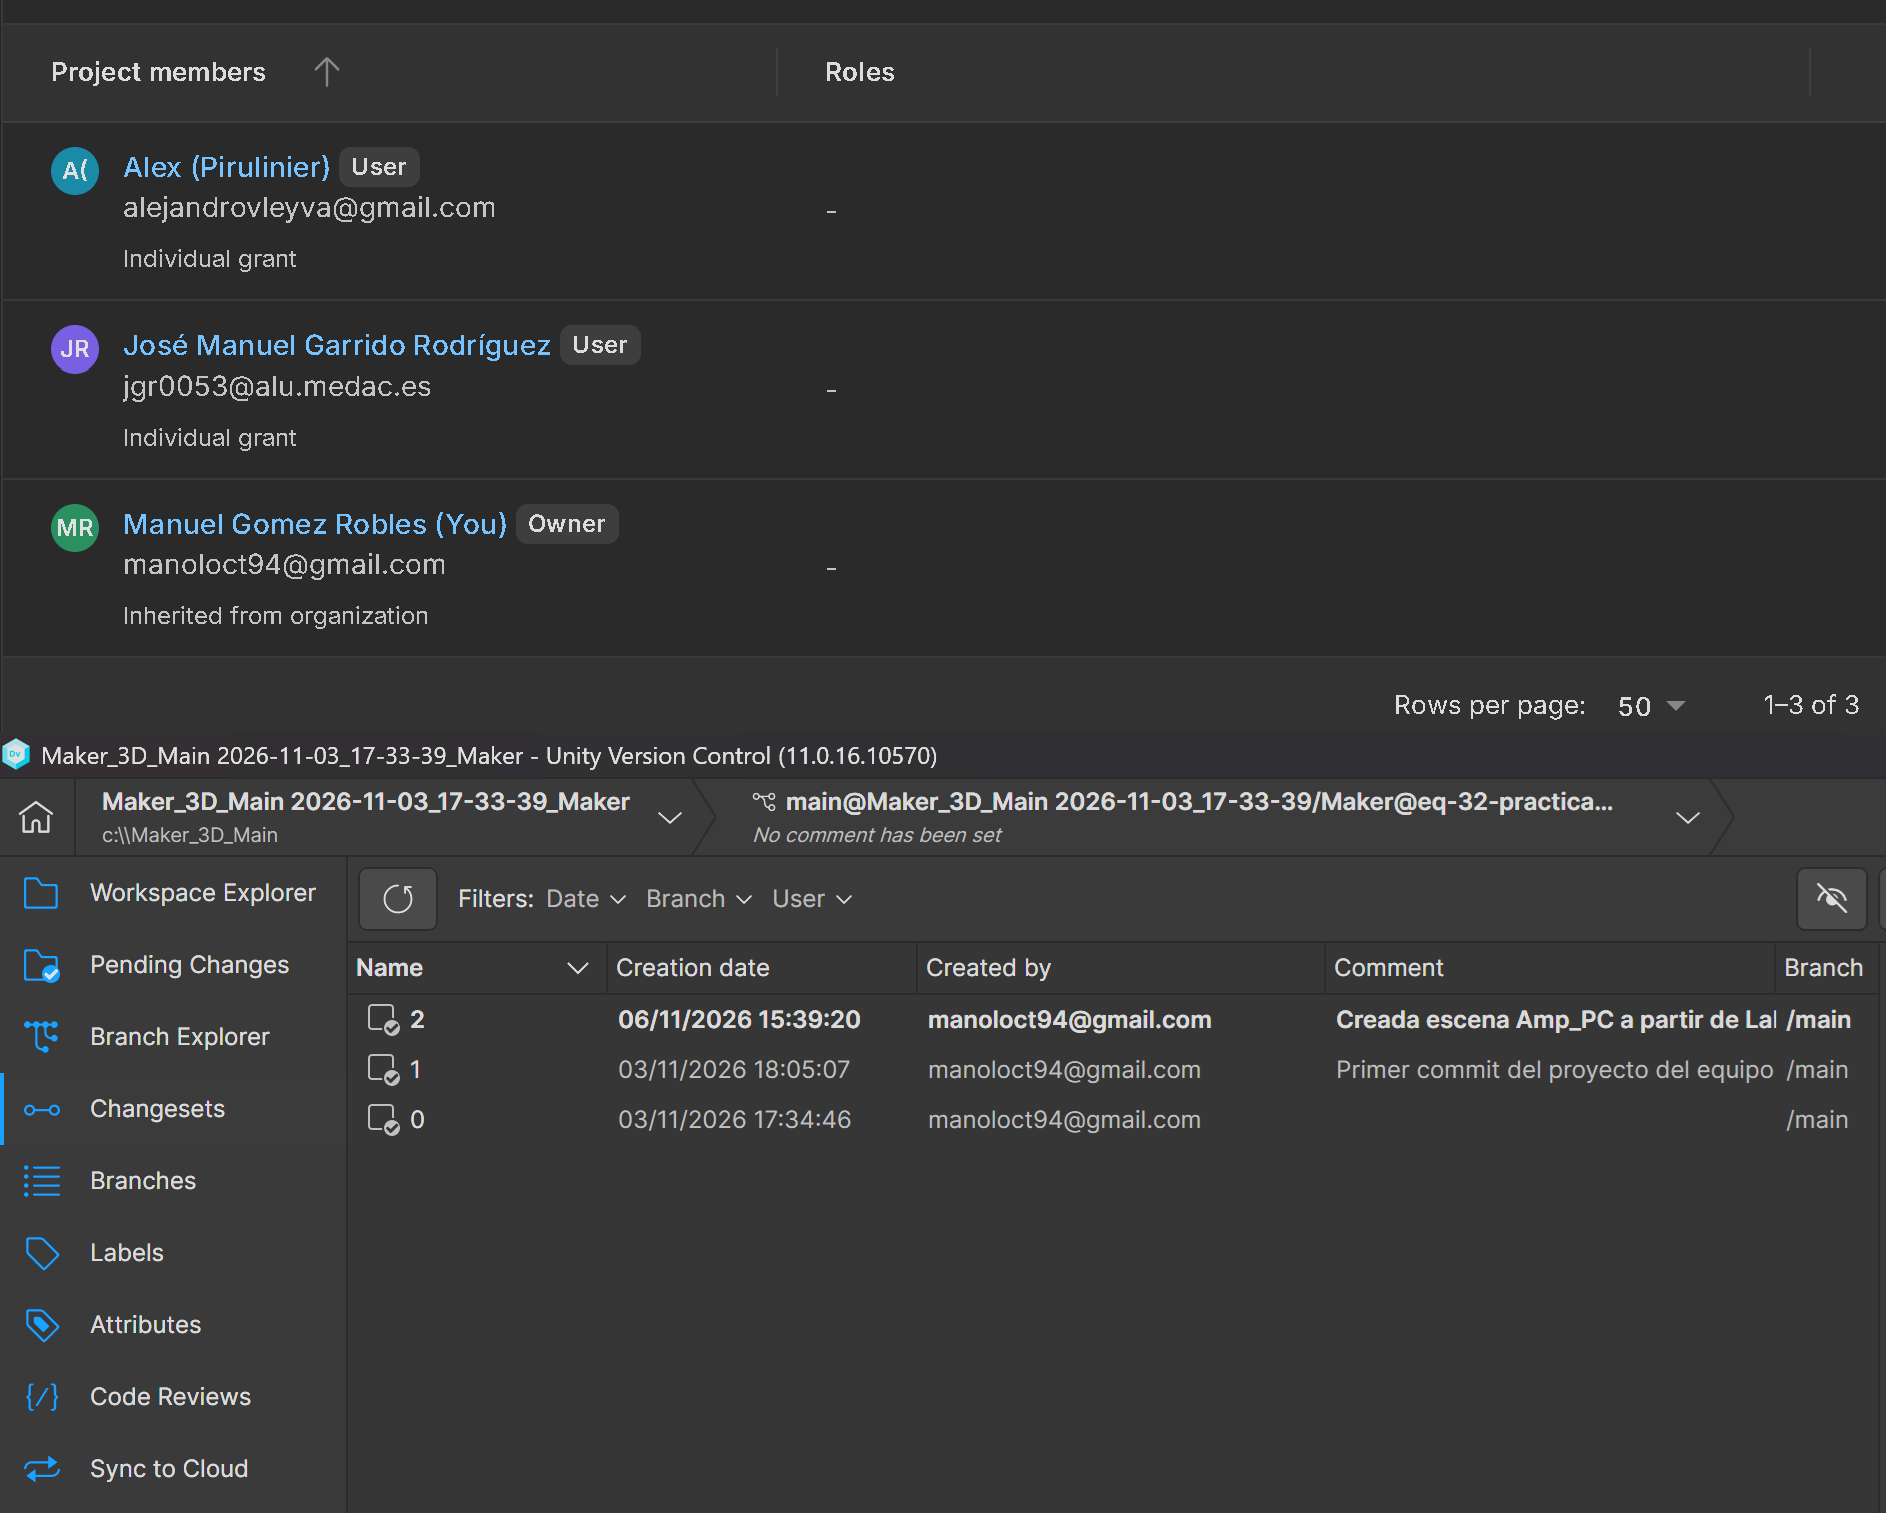 Project members
Roles
A(
Alex (Pirulinier) User
alejandrovleyva@gmail.com
-
Individual grant
JR
José Manuel Garrido Rodríguez User
jgr0053@alu.medac.es
-
Individual grant
MR
Manuel Gomez Robles (You) Owner
manoloct94@gmail.com
-
Inherited from organization
Rows per page: 50 1–3 of 3
Maker_3D_Main 2026-11-03_17-33-39_Maker - Unity Version Control (11.0.16.10570)
Maker_3D_Main 2026-11-03_17-33-39_Maker
c:\\Maker_3D_Main
main@Maker_3D_Main 2026-11-03_17-33-39/Maker@eq-32-practica...
No comment has been set
Workspace Explorer
Pending Changes
Branch Explorer
Changesets
Branches
Labels
Attributes
Code Reviews
Sync to Cloud
Filters: Date Branch User
Name Creation date Created by Comment Branch
2 06/11/2026 15:39:20 manoloct94@gmail.com Creada escena Amp_PC a partir de Lal /main
1 03/11/2026 18:05:07 manoloct94@gmail.com Primer commit del proyecto del equipo /main
0 03/11/2026 17:34:46 manoloct94@gmail.com /main